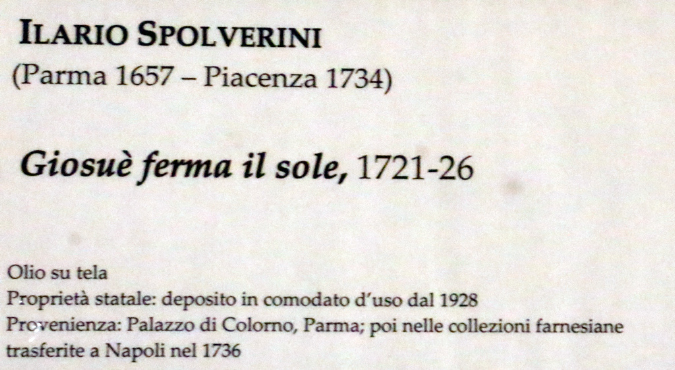 ILARIO SPOLVERINI
(Parma 1657 – Piacenza 1734)
Giosuè ferma il sole, 1721-26
Olio su tela
Proprietà statale: deposito in comodato d'uso dal 1928
Provenienza: Palazzo di Colorno, Parma; poi nelle collezioni farnesiane
trasferite a Napoli nel 1736